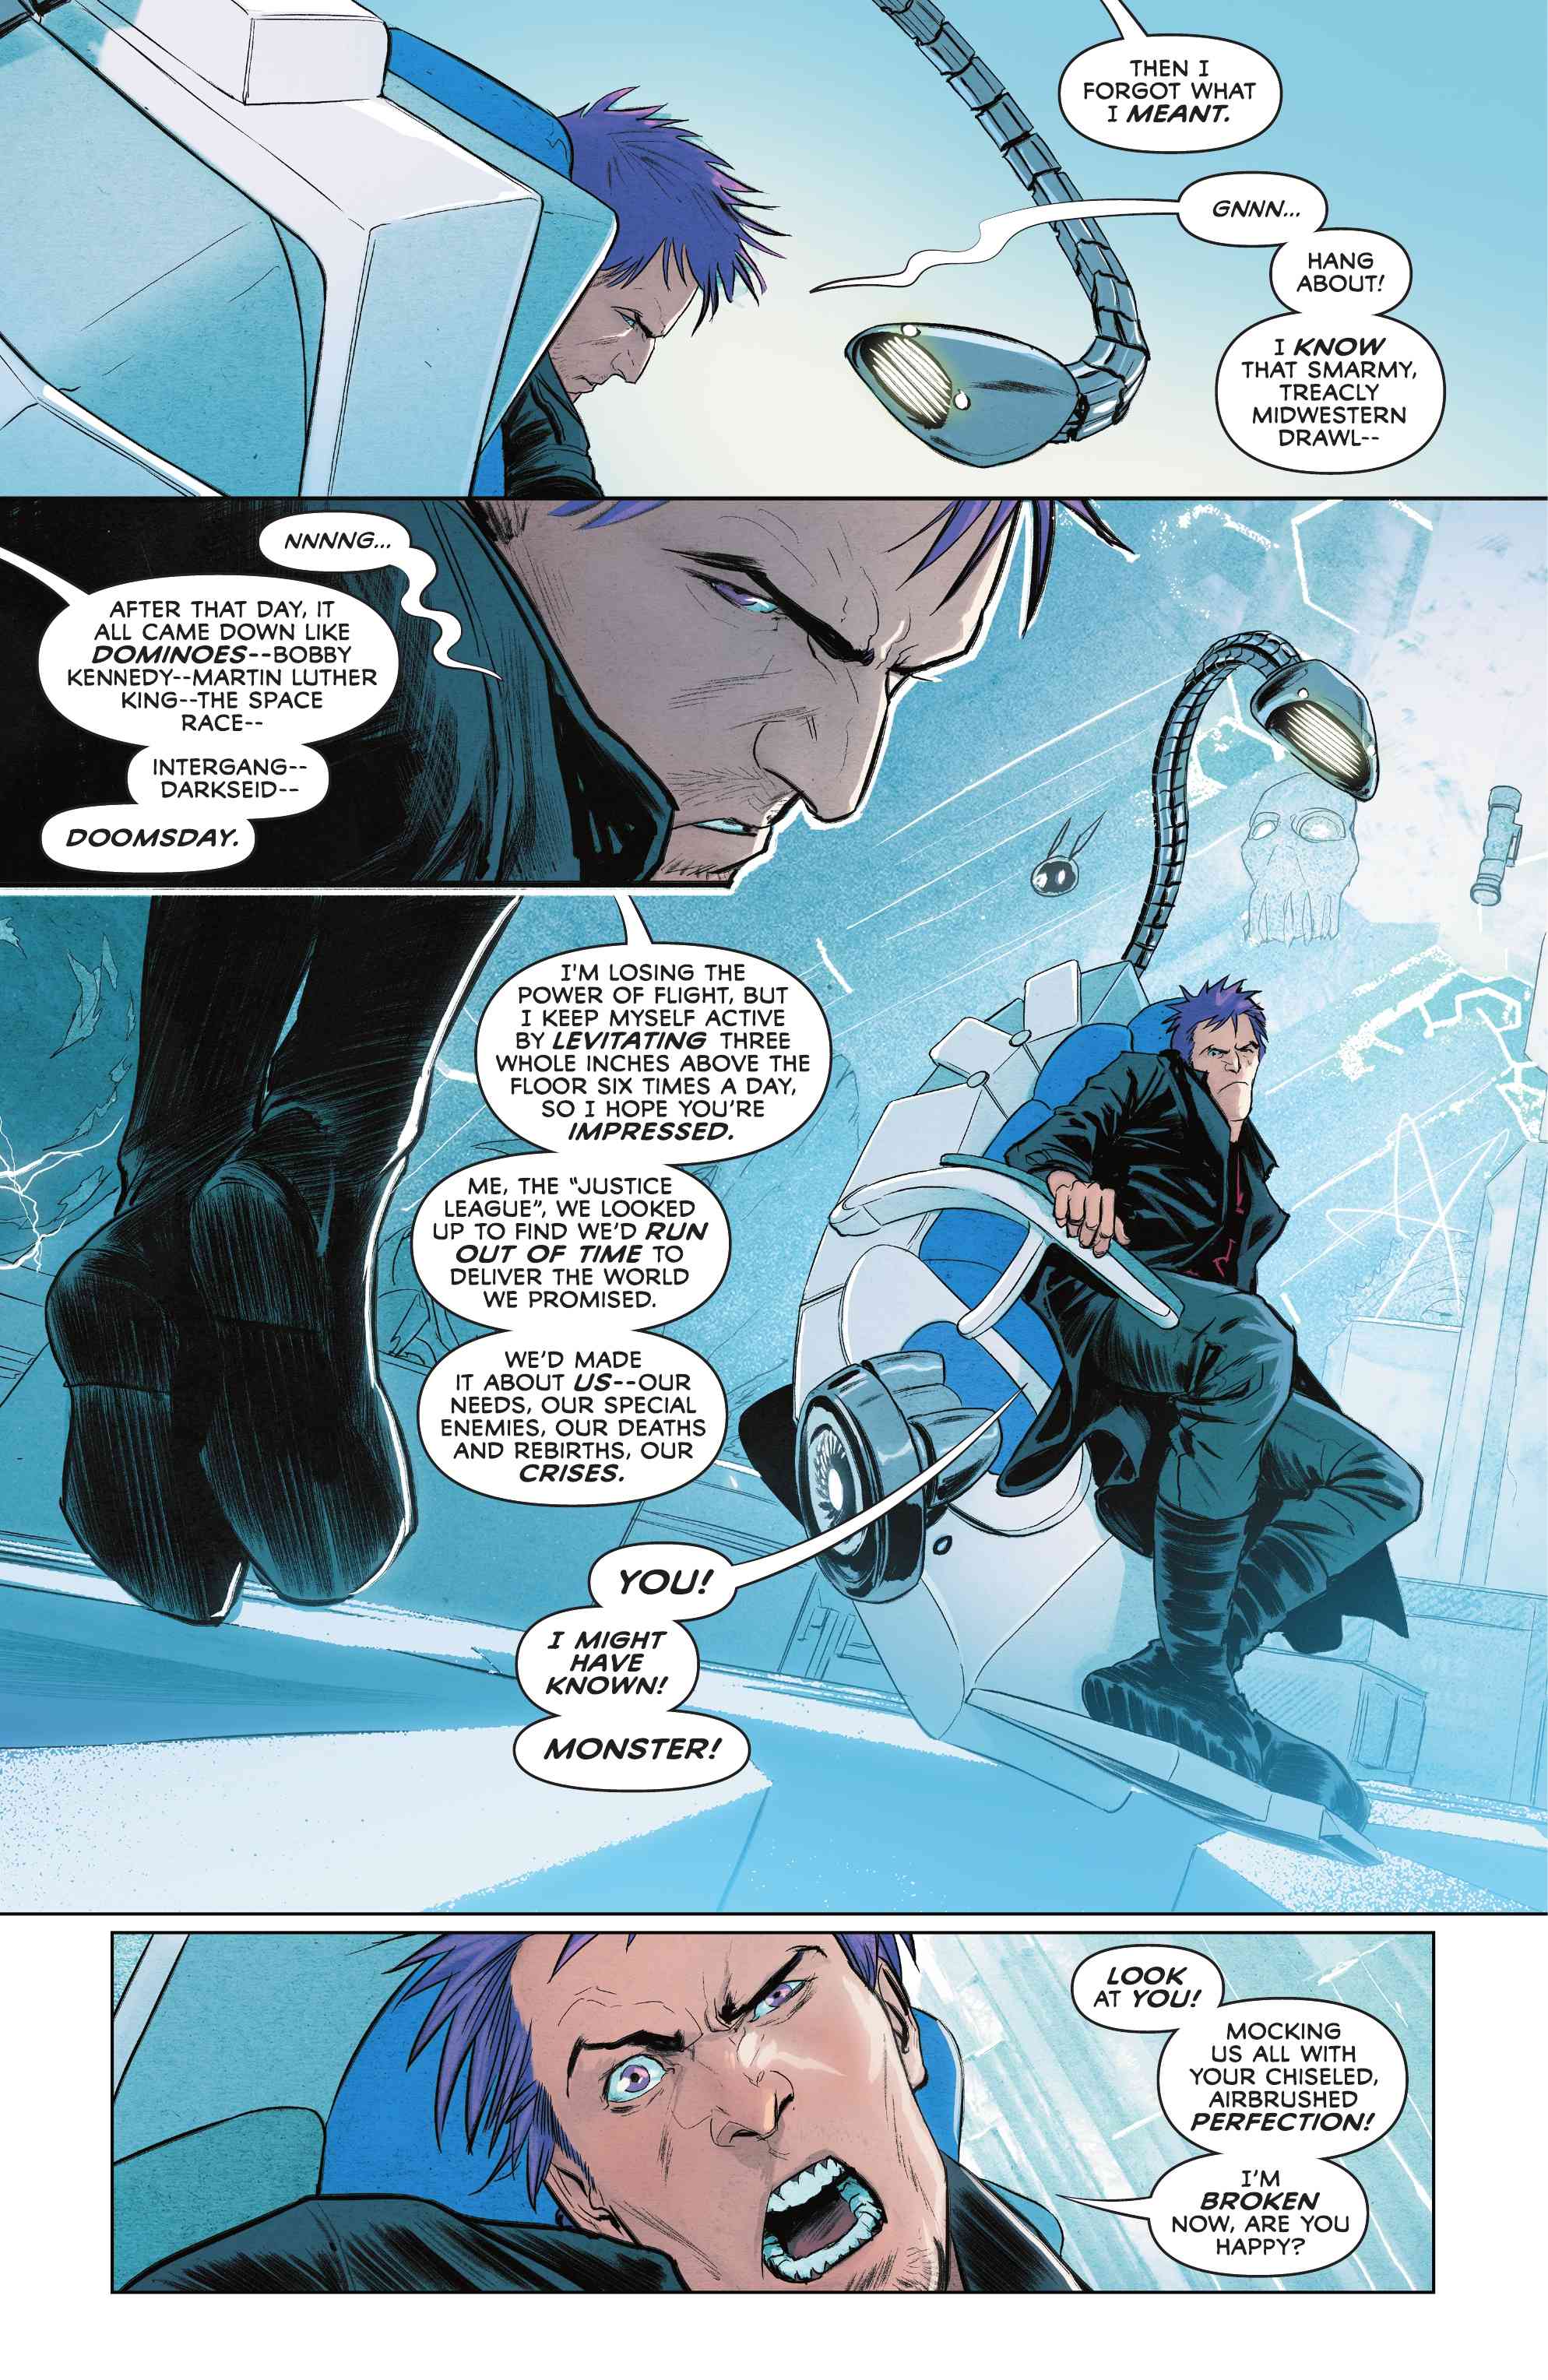 THEN I
FORGOT WHAT
I MEANT.
GNNN...
HANG
ABOUT!
I KNOW
THAT SMARMY,
TREACLY
MIDWESTERN
DRAWL--
NNNNG...
AFTER THAT DAY, IT
ALL CAME DOWN LIKE
DOMINOES--BOBBY
KENNEDY--MARTIN LUTHER
KING--THE SPACE
RACE--
INTERGANG--
DARKSEID--
DOOMSDAY.
I'M LOSING THE
POWER OF FLIGHT, BUT
I KEEP MYSELF ACTIVE
BY LEVITATING THREE
WHOLE INCHES ABOVE THE
FLOOR SIX TIMES A DAY,
SO I HOPE YOU'RE
IMPRESSED.
ME, THE "JUSTICE
LEAGUE", WE LOOKED
UP TO FIND WE'D RUN
OUT OF TIME TO
DELIVER THE WORLD
WE PROMISED.
WE'D MADE
IT ABOUT US--OUR
NEEDS, OUR SPECIAL
ENEMIES, OUR DEATHS
AND REBIRTHS, OUR
CRISES.
YOU!
I MIGHT
HAVE
KNOWN!
MONSTER!
LOOK
AT YOU!
MOCKING
US ALL WITH
YOUR CHISELED,
AIRBRUSHED
PERFECTION!
I'M
BROKEN
NOW, ARE YOU
HAPPY?